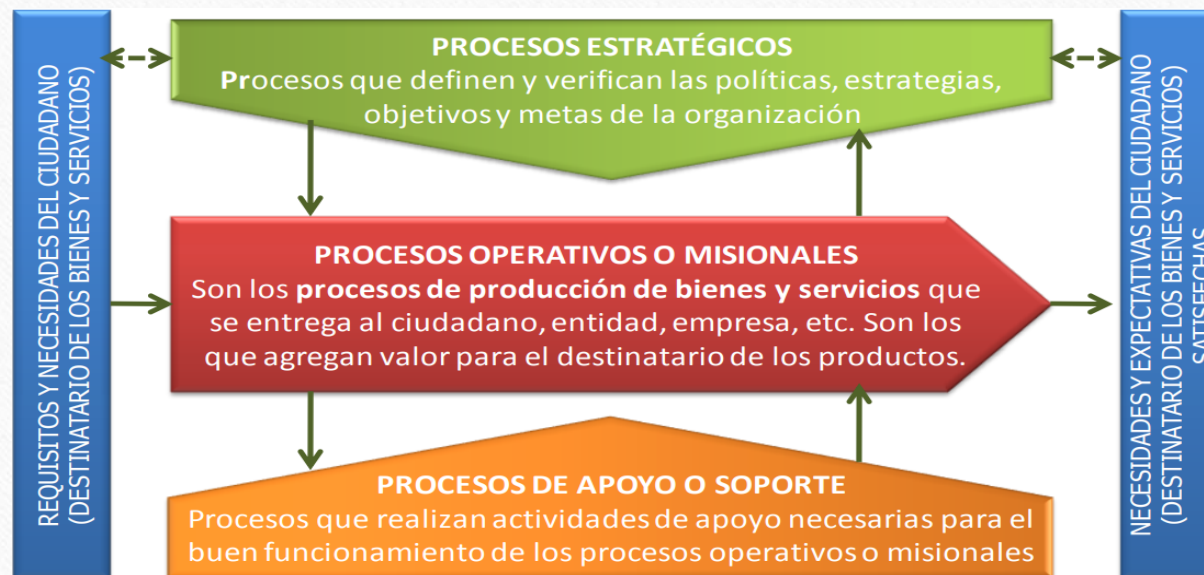 REQUISITOS Y NECESIDADES DEL CIUDADANO
(DESTINATARIO DE LOS BIENES Y SERVICIOS)
PROCESOS ESTRATÉGICOS
Procesos que definen y verifican las políticas, estrategias,
objetivos y metas de la organización
PROCESOS OPERATIVOS O MISIONALES
Son los procesos de producción de bienes y servicios que
se entrega al ciudadano, entidad, empresa, etc. Son los
que agregan valor para el destinatario de los productos.
PROCESOS DE APOYO O SOPORTE
Procesos que realizan actividades de apoyo necesarias para el
buen funcionamiento de los procesos operativos o misionales
NECESIDADES Y EXPECTATIVAS DEL CIUDADANO
(DESTINATARIO DE LOS BIENES Y SERVICIOS)
SATISFECHAS